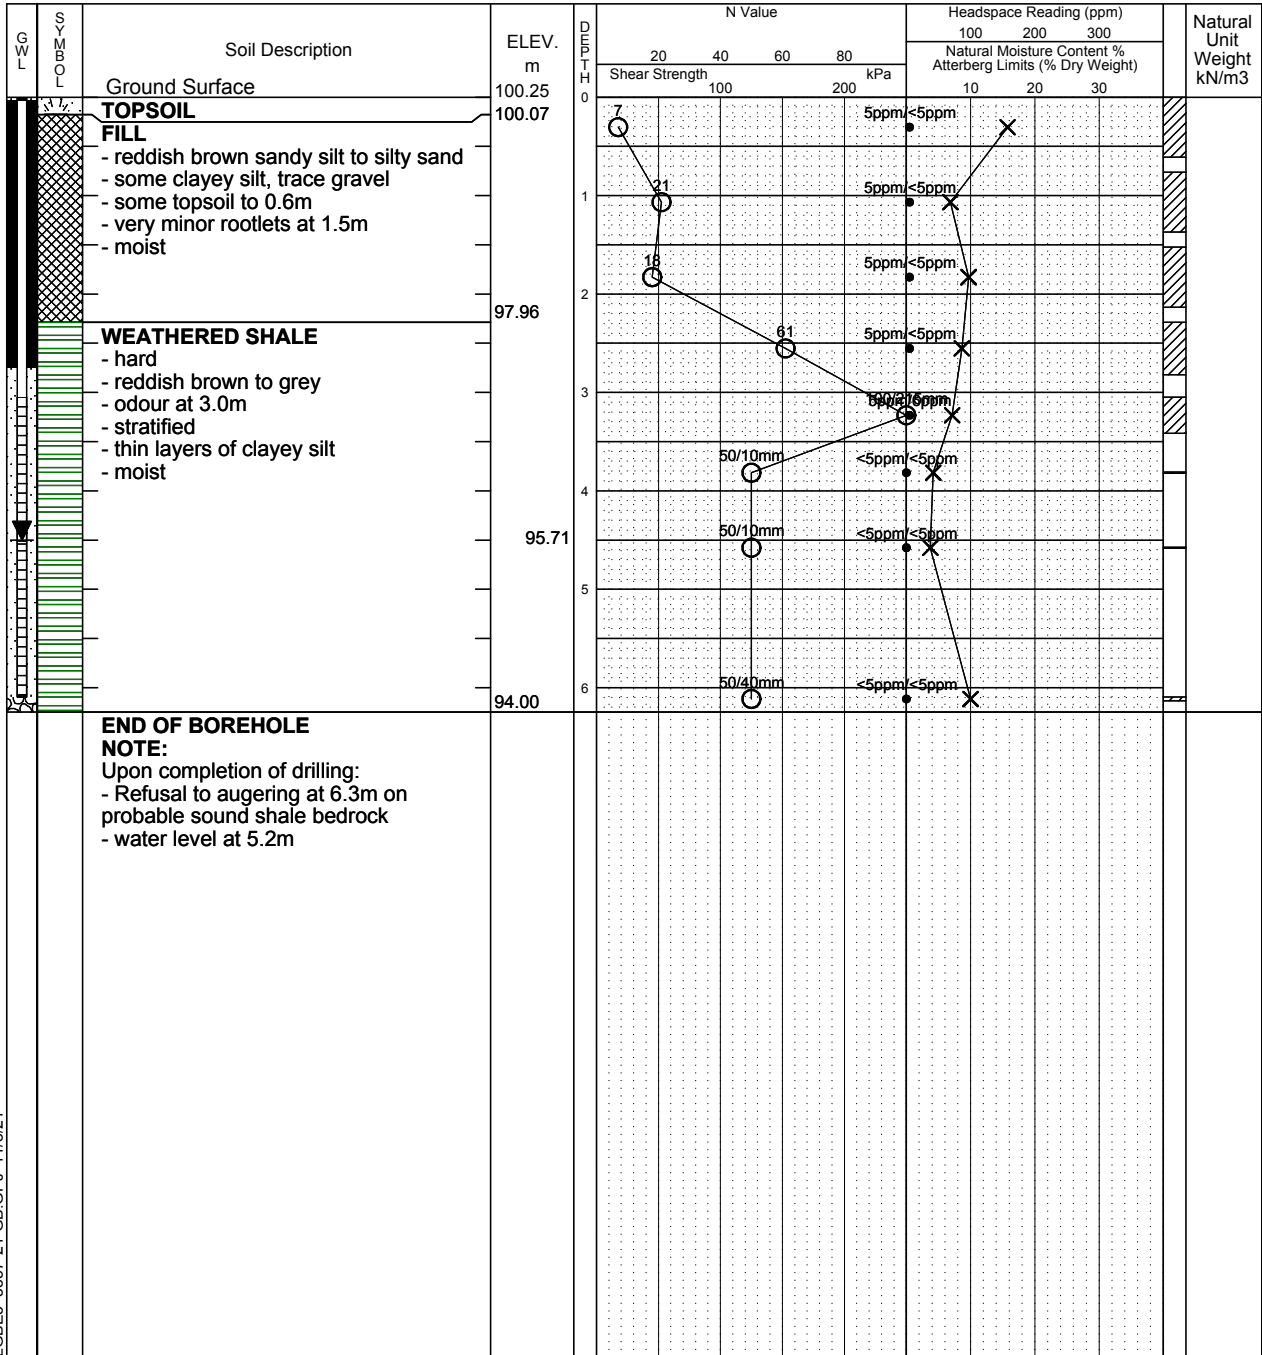 GWL
SYMBOL
Soil Description
Ground Surface
ELEV.
m
100.25
DEPTH
N Value
20 40 60 80
Shear Strength kPa
100 200
Headspace Reading (ppm)
100 200 300
Natural Moisture Content %
Atterberg Limits (% Dry Weight)
10 20 30
Natural
Unit
Weight
kN/m3
0
TOPSOIL
100.07
7
5ppm/<5ppm
FILL
- reddish brown sandy silt to silty sand
- some clayey silt, trace gravel
- some topsoil to 0.6m
- very minor rootlets at 1.5m
- moist
1
21
5ppm/<5ppm
18
5ppm/<5ppm
2
97.96
WEATHERED SHALE
- hard
- reddish brown to grey
- odour at 3.0m
- stratified
- thin layers of clayey silt
- moist
61
5ppm/<5ppm
3
50/10mm
<5ppm/<5ppm
4
95.71
50/10mm
<5ppm/<5ppm
5
6
50/40mm
<5ppm/<5ppm
94.00
END OF BOREHOLE
NOTE:
Upon completion of drilling:
- Refusal to augering at 6.3m on
probable sound shale bedrock
- water level at 5.2m